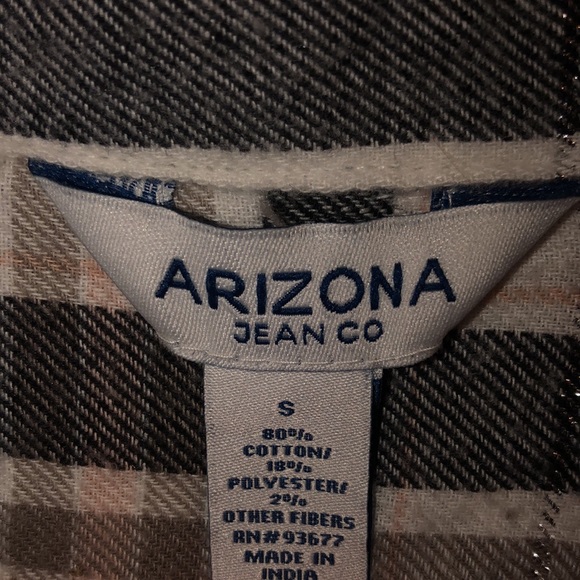 ARIZONA
JEAN CO
S
80%
COTTON/
18%
POLYESTER/
2%
OTHER FIBERS
RN# 93677
MADE IN
INDIA